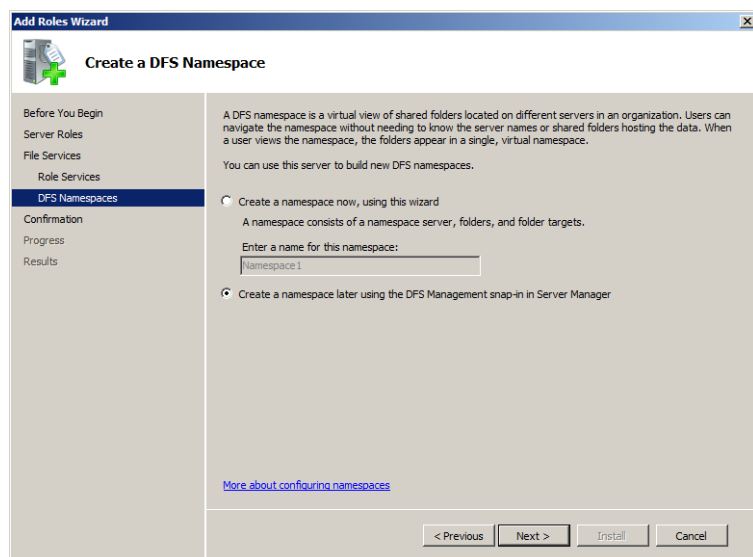 Add Roles Wizard
Create a DFS Namespace
Before You Begin
Server Roles
File Services
Role Services
DFS Namespaces
Confirmation
Progress
Results
A DFS namespace is a virtual view of shared folders located on different servers in an organization. Users can
navigate the namespace without needing to know the server names or shared folders hosting the data. When
a user views the namespace, the folders appear in a single, virtual namespace.
You can use this server to build new DFS namespaces.
Create a namespace now, using this wizard
A namespace consists of a namespace server, folders, and folder targets.
Enter a name for this namespace:
Namespace1
Create a namespace later using the DFS Management snap-in in Server Manager
More about configuring namespaces
< Previous Next > Install Cancel